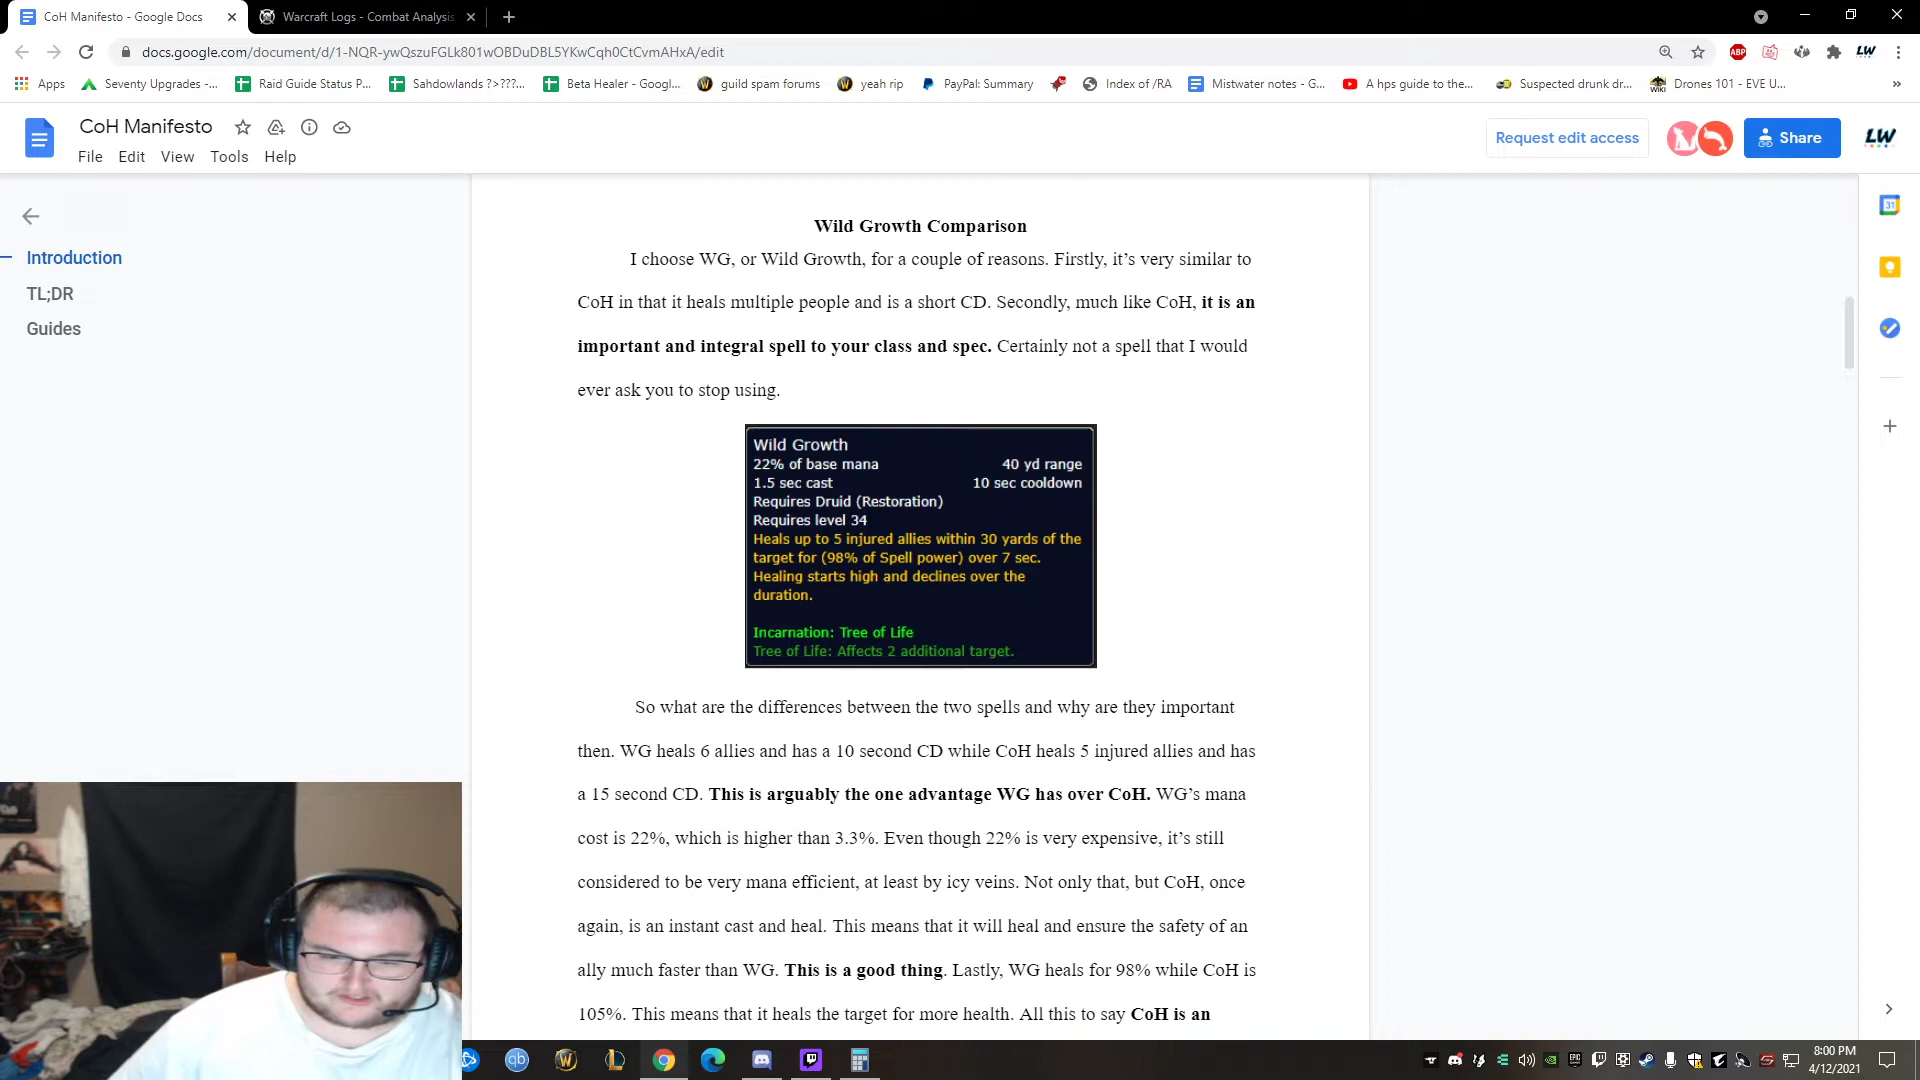 CoH Manifesto - Google Docs
Warcraft Logs - Combat Analysis
docs.google.com/document/d/1-NQR-ywQszuFGLk801wOBDuDBL5YKwCqh0CtCvmAHxA/edit
Apps
Seventy Upgrades -...
Raid Guide Status P...
Sahdowlands ?>???...
Beta Healer - Googl...
guild spam forums
yeah rip
PayPal: Summary
Index of /RA
Mistwater notes - G...
A hps guide to the...
Suspected drunk dr...
Drones 101 - EVE U...
ABP
LW
CoH Manifesto
File Edit View Tools Help
Request edit access
Share
LW
Introduction
TL;DR
Guides
31
Wild Growth Comparison
I choose WG, or Wild Growth, for a couple of reasons. Firstly, it’s very similar to
CoH in that it heals multiple people and is a short CD. Secondly, much like CoH, it is an
important and integral spell to your class and spec. Certainly not a spell that I would
ever ask you to stop using.
Wild Growth
22% of base mana 40 yd range
1.5 sec cast 10 sec cooldown
Requires Druid (Restoration)
Requires level 34
Heals up to 5 injured allies within 30 yards of the
target for (98% of Spell power) over 7 sec.
Healing starts high and declines over the
duration.
Incarnation: Tree of Life
Tree of Life: Affects 2 additional target.
So what are the differences between the two spells and why are they important
then. WG heals 6 allies and has a 10 second CD while CoH heals 5 injured allies and has
a 15 second CD. This is arguably the one advantage WG has over CoH. WG’s mana
cost is 22%, which is higher than 3.3%. Even though 22% is very expensive, it’s still
considered to be very mana efficient, at least by icy veins. Not only that, but CoH, once
again, is an instant cast and heal. This means that it will heal and ensure the safety of an
ally much faster than WG. This is a good thing. Lastly, WG heals for 98% while CoH is
105%. This means that it heals the target for more health. All this to say CoH is an
qb
8:00 PM
4/12/2021